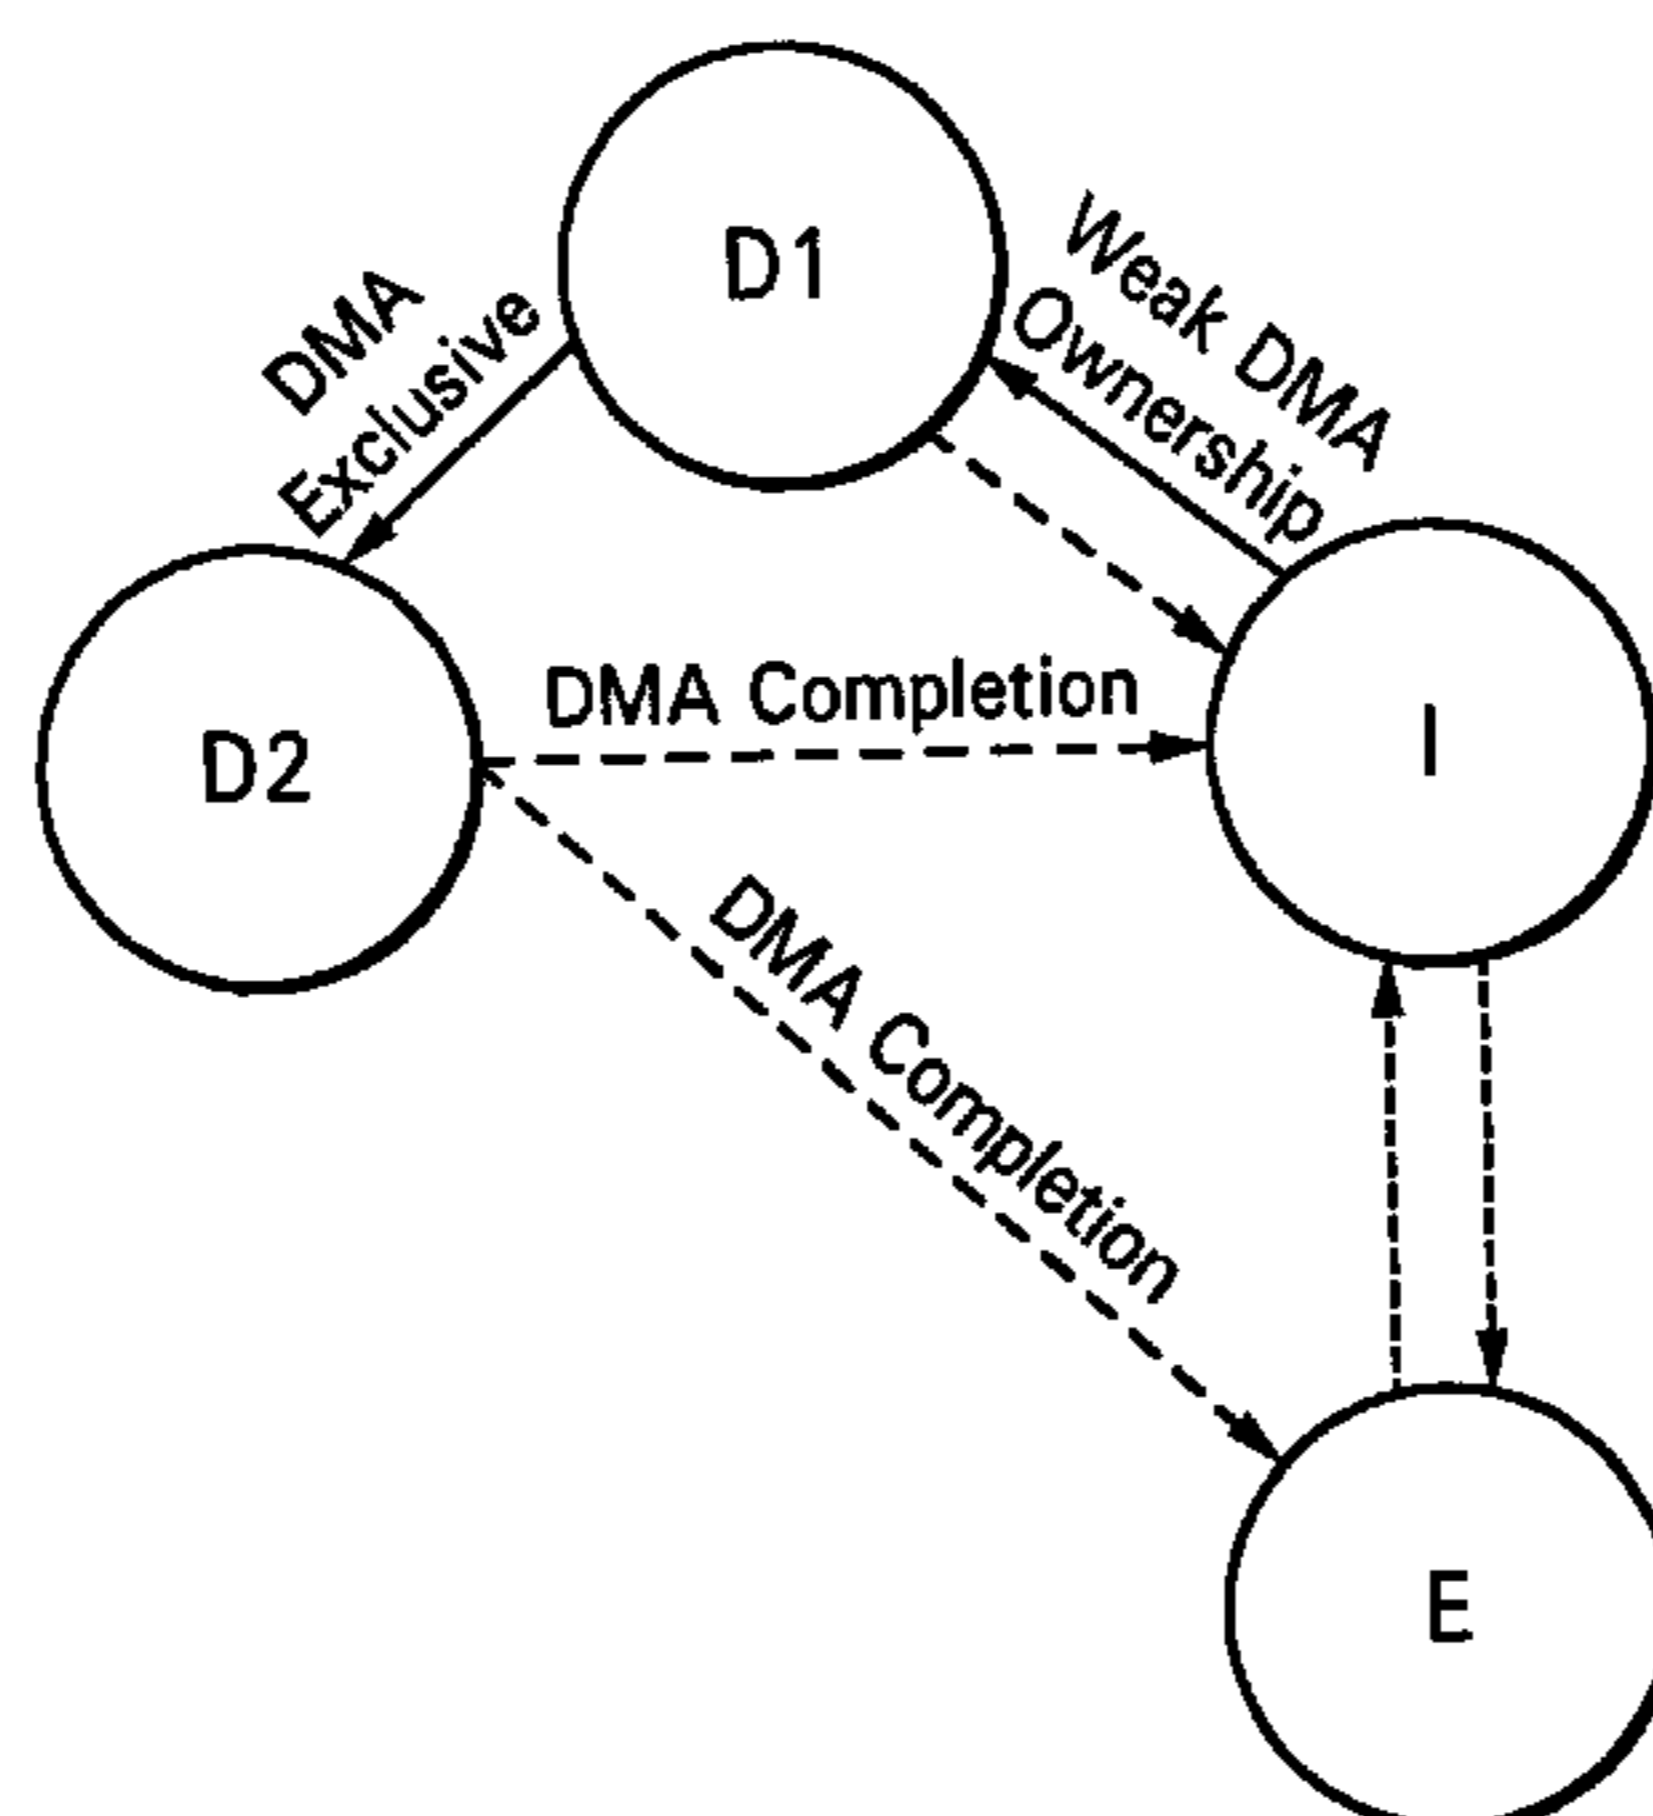 D1
Weak DMA
Ownership
DMA
Exclusive
DMA Completion
D2
I
DMA Completion
E